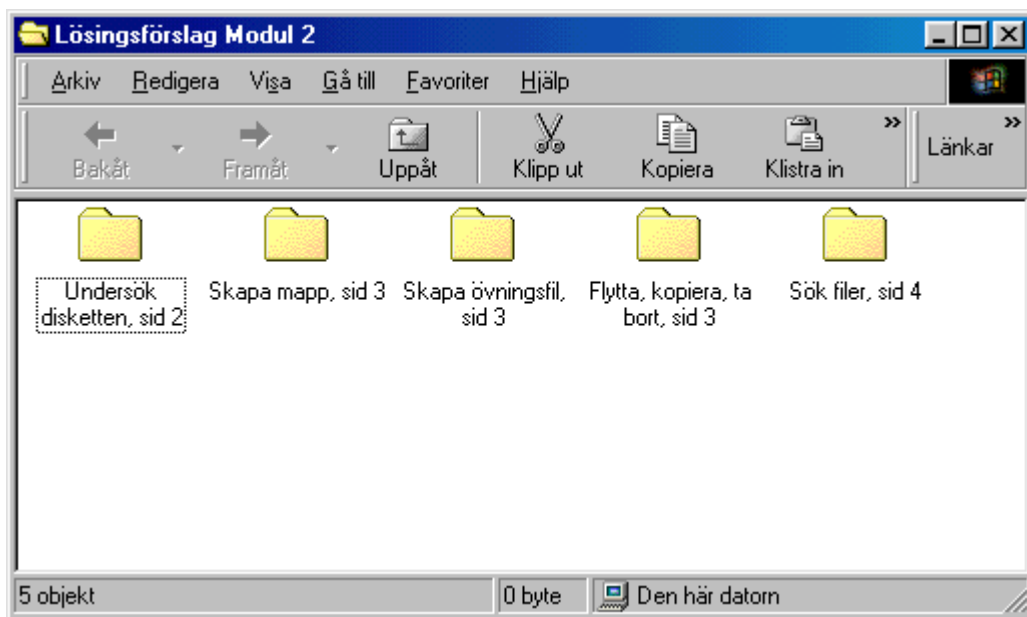 Lösingsförslag Modul 2
Arkiv Redigera Visa Gå till Favoriter Hjälp
Bakåt Framåt Uppåt Klipp ut Kopiera Klistra in » Länkar »
Undersök disketten, sid 2
Skapa mapp, sid 3
Skapa övningsfil, sid 3
Flytta, kopiera, ta bort, sid 3
Sök filer, sid 4
5 objekt 0 byte Den här datorn